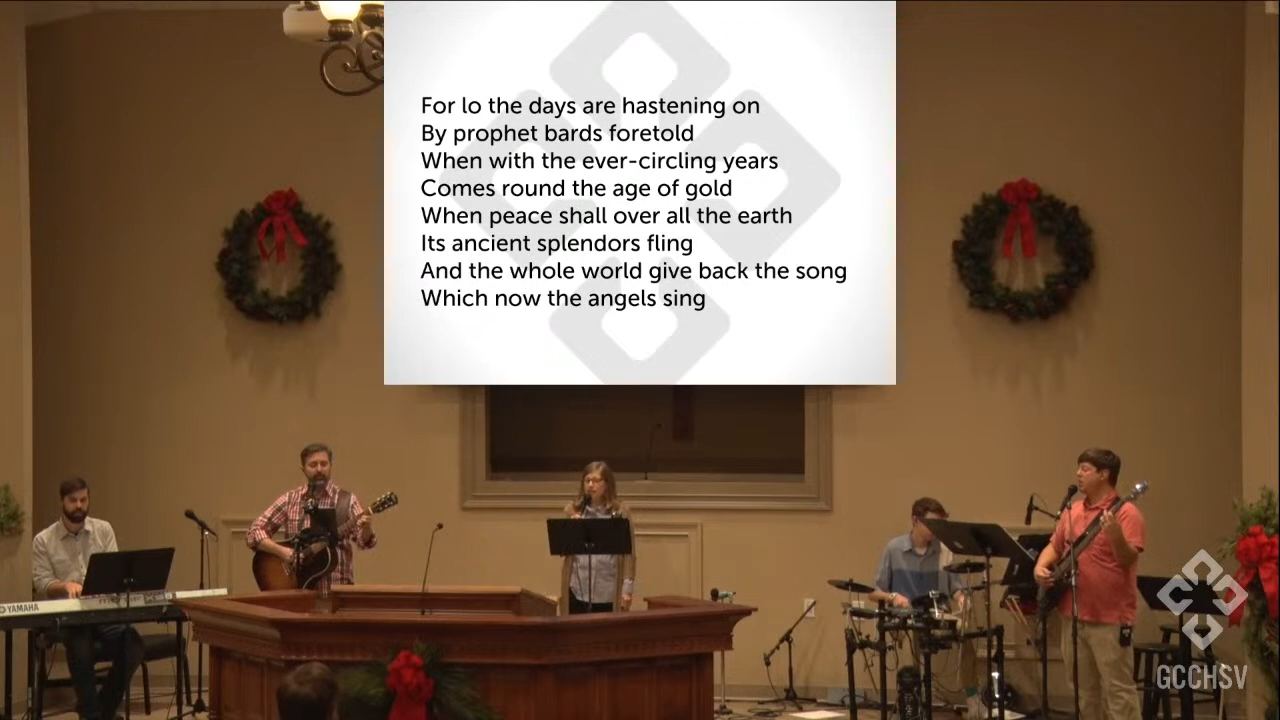 For lo the days are hastening on
By prophet bards foretold
When with the ever-circling years
Comes round the age of gold
When peace shall over all the earth
Its ancient splendors fling
And the whole world give back the song
Which now the angels sing
YAMAHA
GCCHSV